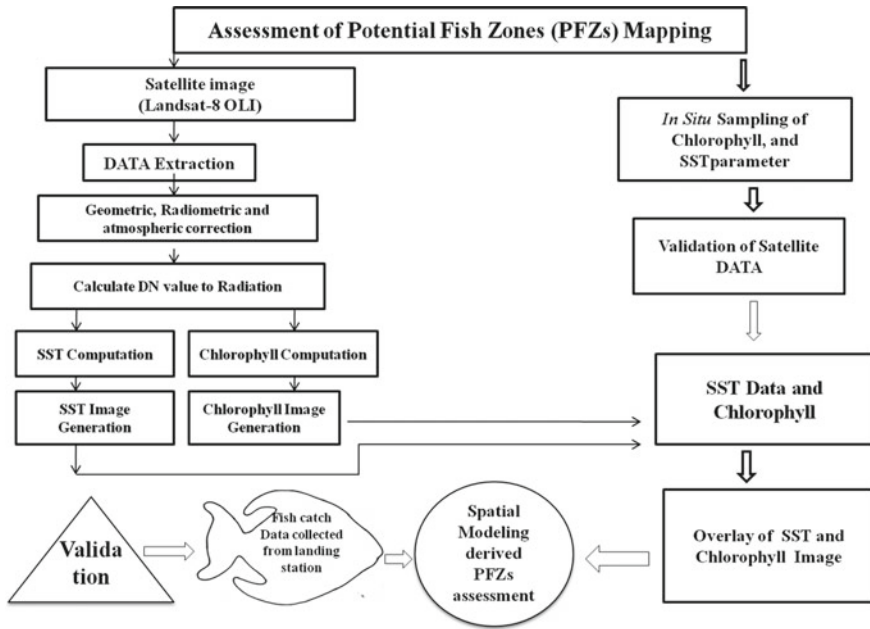 Assessment of Potential Fish Zones (PFZs) Mapping
Satellite image
(Landsat-8 OLI)
DATA Extraction
Geometric, Radiometric and
atmospheric correction
Calculate DN value to Radiation
SST Computation
Chlorophyll Computation
SST Image
Generation
Chlorophyll Image
Generation
In Situ Sampling of
Chlorophyll, and
SSTparameter
Validation of Satellite
DATA
SST Data and
Chlorophyll
Overlay of SST and
Chlorophyll Image
Spatial
Modeling
derived
PFZs
assessment
Fish catch
Data collected
from landing
station
Valida
tion